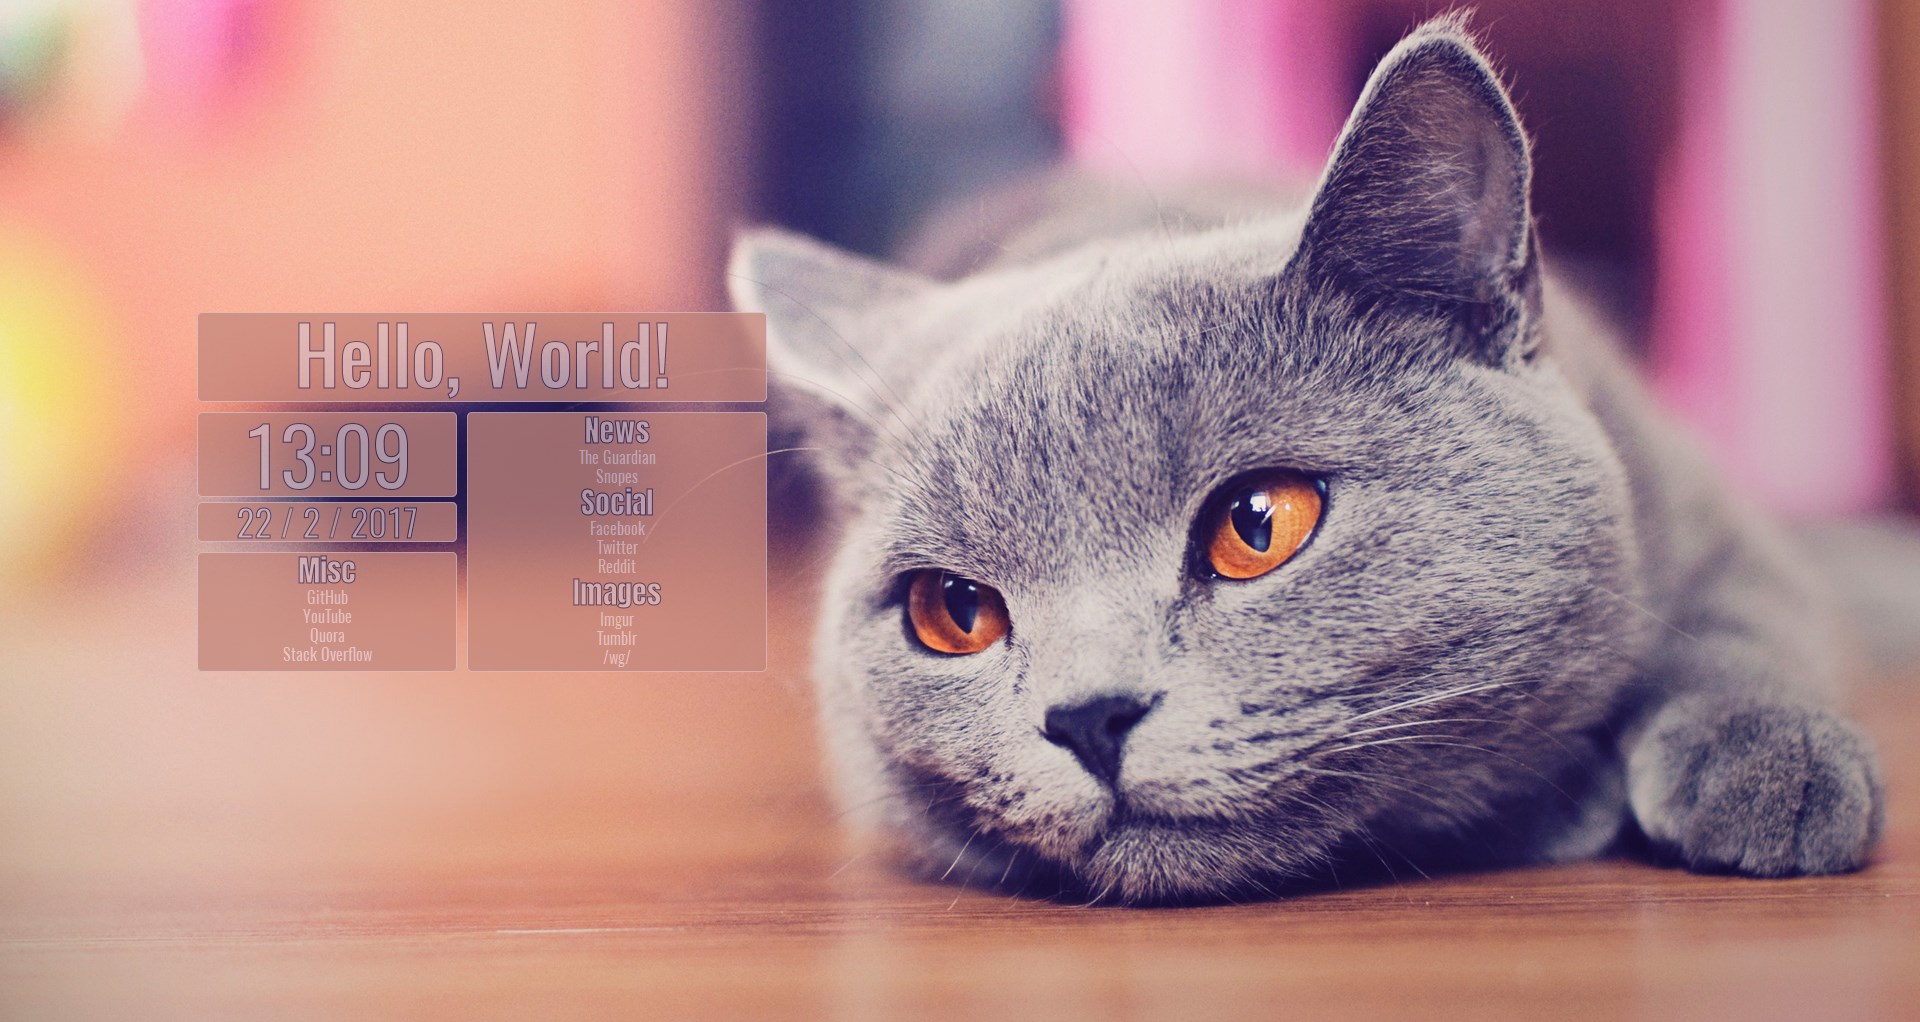 Hello, World!
13:09
22 / 2 / 2017
Misc
GitHub
YouTube
Quora
Stack Overflow
News
The Guardian
Snopes
Social
Facebook
Twitter
Reddit
Images
Imgur
Tumblr
/wg/